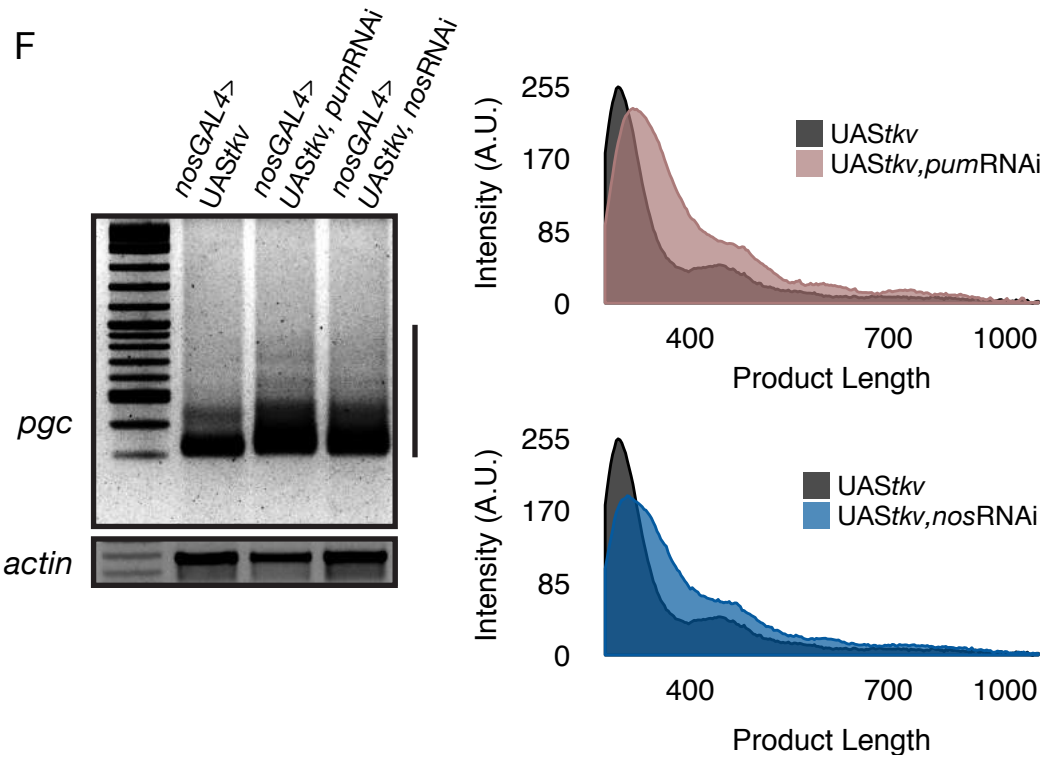 F
nosGAL4>
UAStkv
nosGAL4>
UAStkv, pumRNAi
nosGAL4>
UAStkv, nosRNAi
pgc
actin
Intensity (A.U.)
255
170
85
0
UAStkv
UAStkv,pumRNAi
400 700 1000
Product Length
Intensity (A.U.)
255
170
85
0
UAStkv
UAStkv,nosRNAi
400 700 1000
Product Length